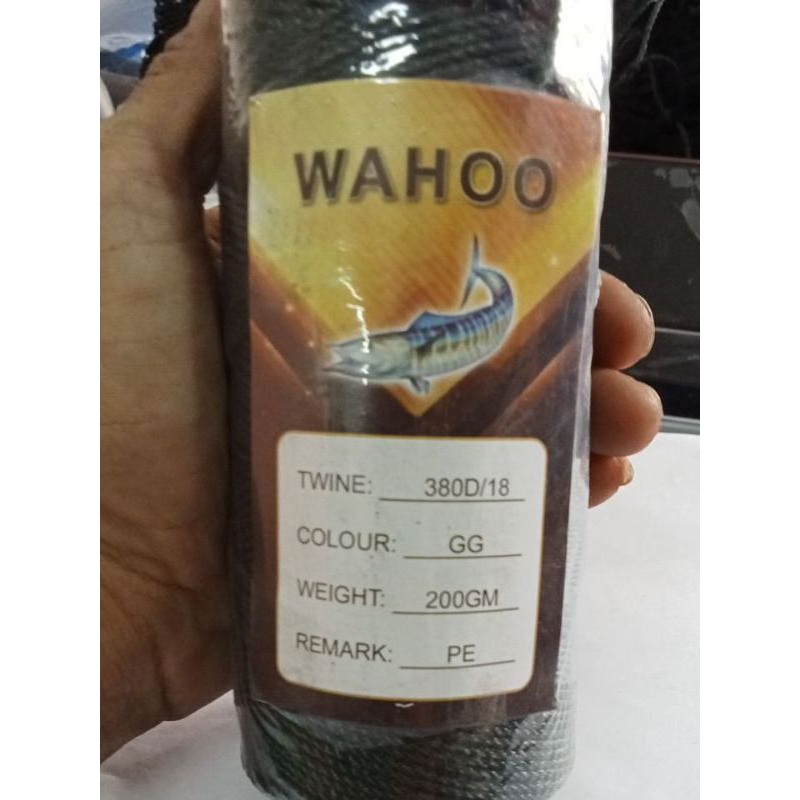 WAHOO
TWINE: 380D/18
COLOUR: GG
WEIGHT: 200GM
REMARK: PE